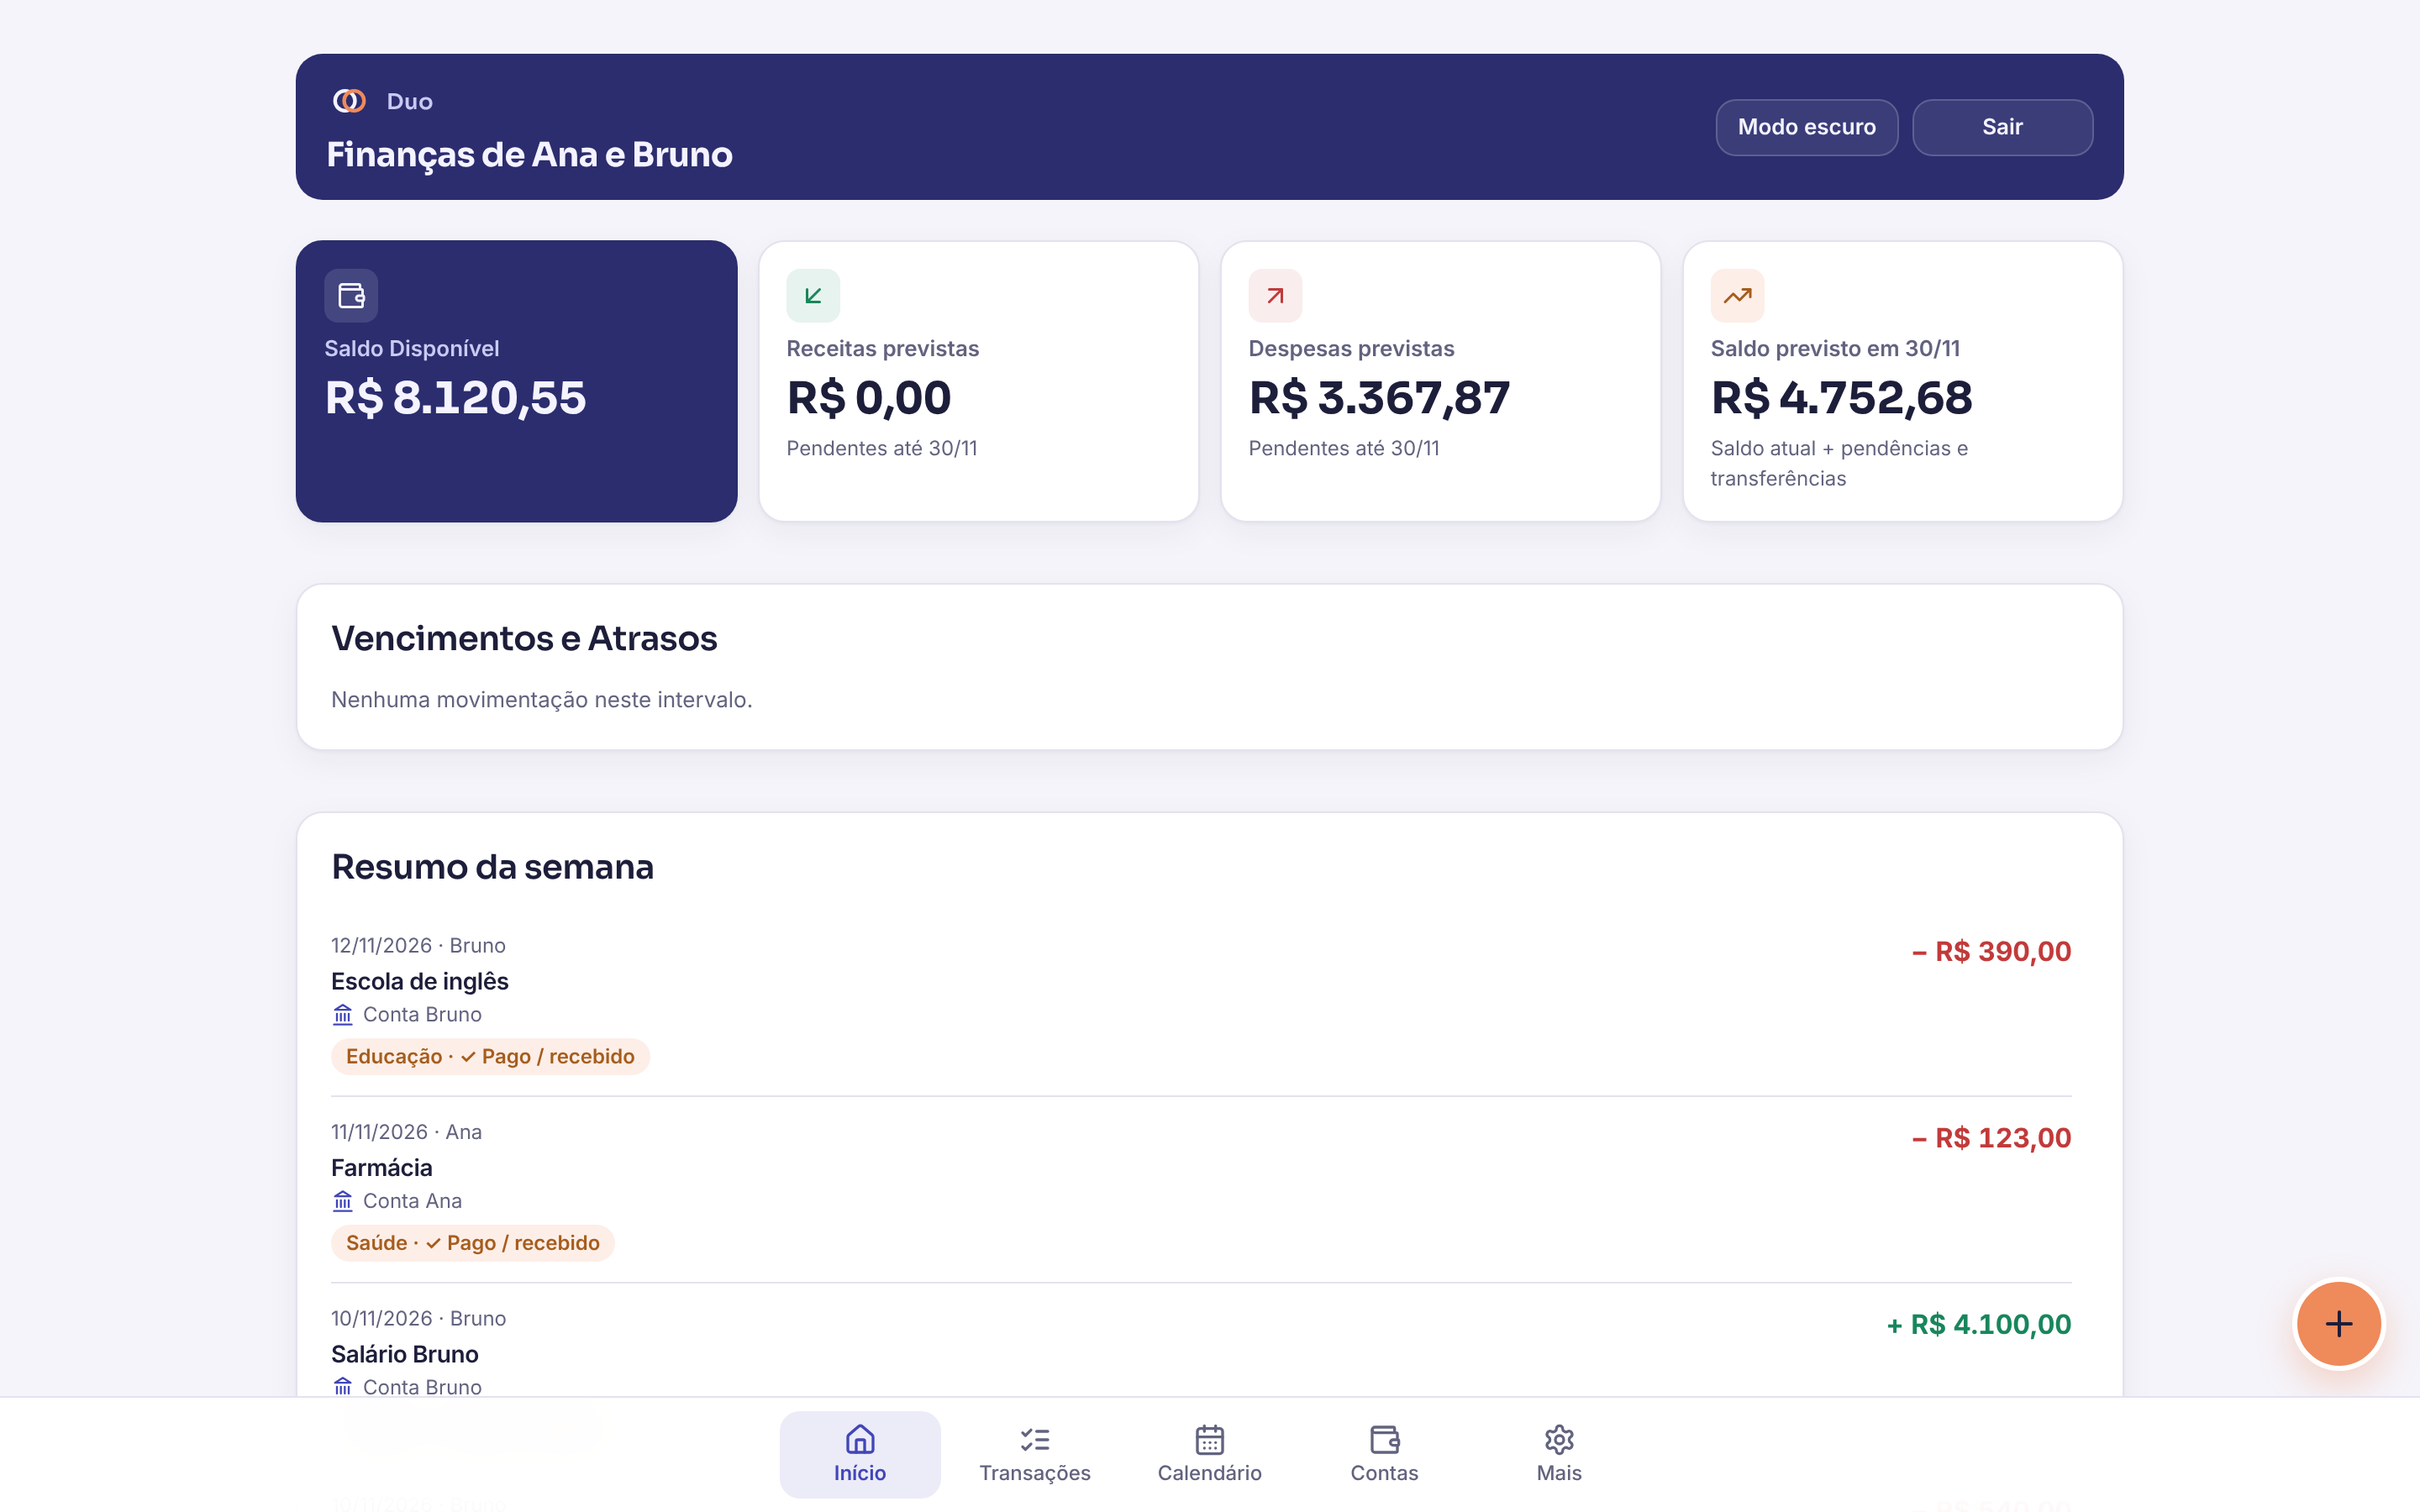 Duo
Finanças de Ana e Bruno
Modo escuro
Sair
Saldo Disponível
R$ 8.120,55
Receitas previstas
R$ 0,00
Pendentes até 30/11
Despesas previstas
R$ 3.367,87
Pendentes até 30/11
Saldo previsto em 30/11
R$ 4.752,68
Saldo atual + pendências e
transferências
Vencimentos e Atrasos
Nenhuma movimentação neste intervalo.
Resumo da semana
12/11/2026 · Bruno
– R$ 390,00
Escola de inglês
Conta Bruno
Educação · ✓ Pago / recebido
11/11/2026 · Ana
– R$ 123,00
Farmácia
Conta Ana
Saúde · ✓ Pago / recebido
10/11/2026 · Bruno
+ R$ 4.100,00
Salário Bruno
Conta Bruno
Início
Transações
Calendário
Contas
Mais